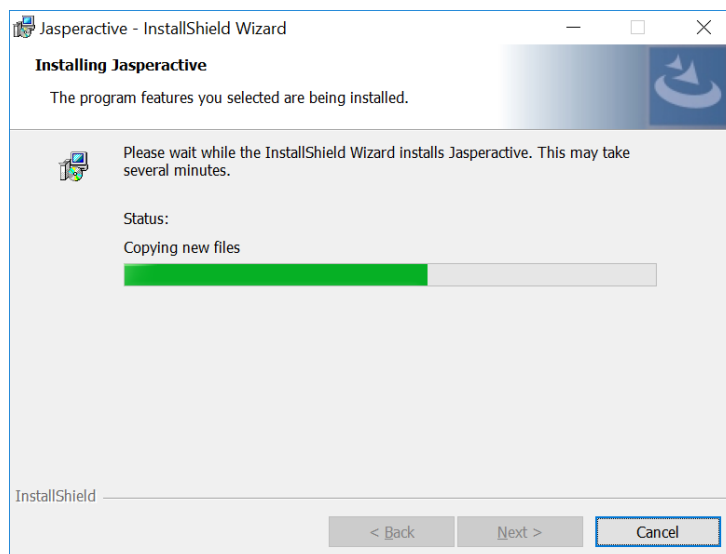 Jasperactive - InstallShield Wizard
Installing Jasperactive
The program features you selected are being installed.
Please wait while the InstallShield Wizard installs Jasperactive. This may take
several minutes.
Status:
Copying new files
InstallShield
< Back
Next >
Cancel